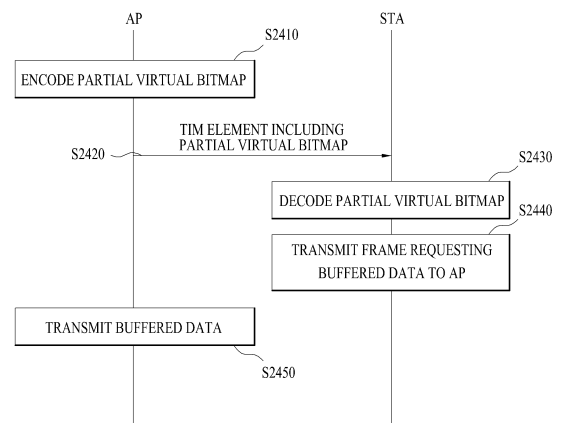 AP
STA
S2410
ENCODE PARTIAL VIRTUAL BITMAP
TIM ELEMENT INCLUDING
PARTIAL VIRTUAL BITMAP
S2420
S2430
DECODE PARTIAL VIRTUAL BITMAP
S2440
TRANSMIT FRAME REQUESTING
BUFFERED DATA TO AP
TRANSMIT BUFFERED DATA
S2450